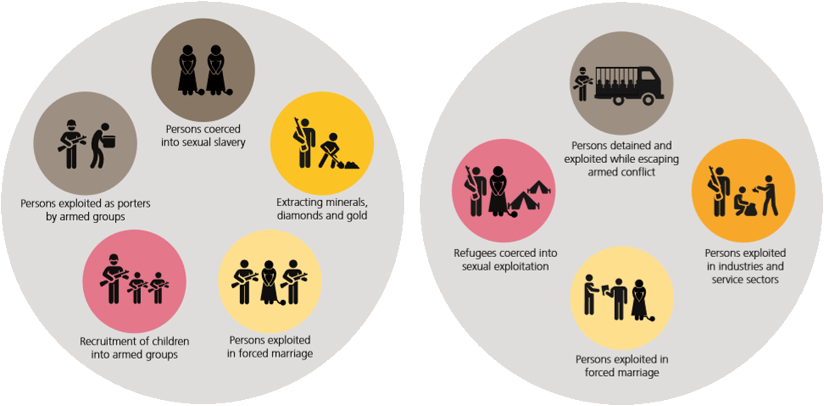 Persons coerced
into sexual slavery
Persons exploited as porters
by armed groups
Extracting minerals,
diamonds and gold
Recruitment of children
into armed groups
Persons exploited
in forced marriage
Persons detained and
exploited while escaping
armed conflict
Refugees coerced into
sexual exploitation
Persons exploited
in industries and
service sectors
Persons exploited in
forced marriage